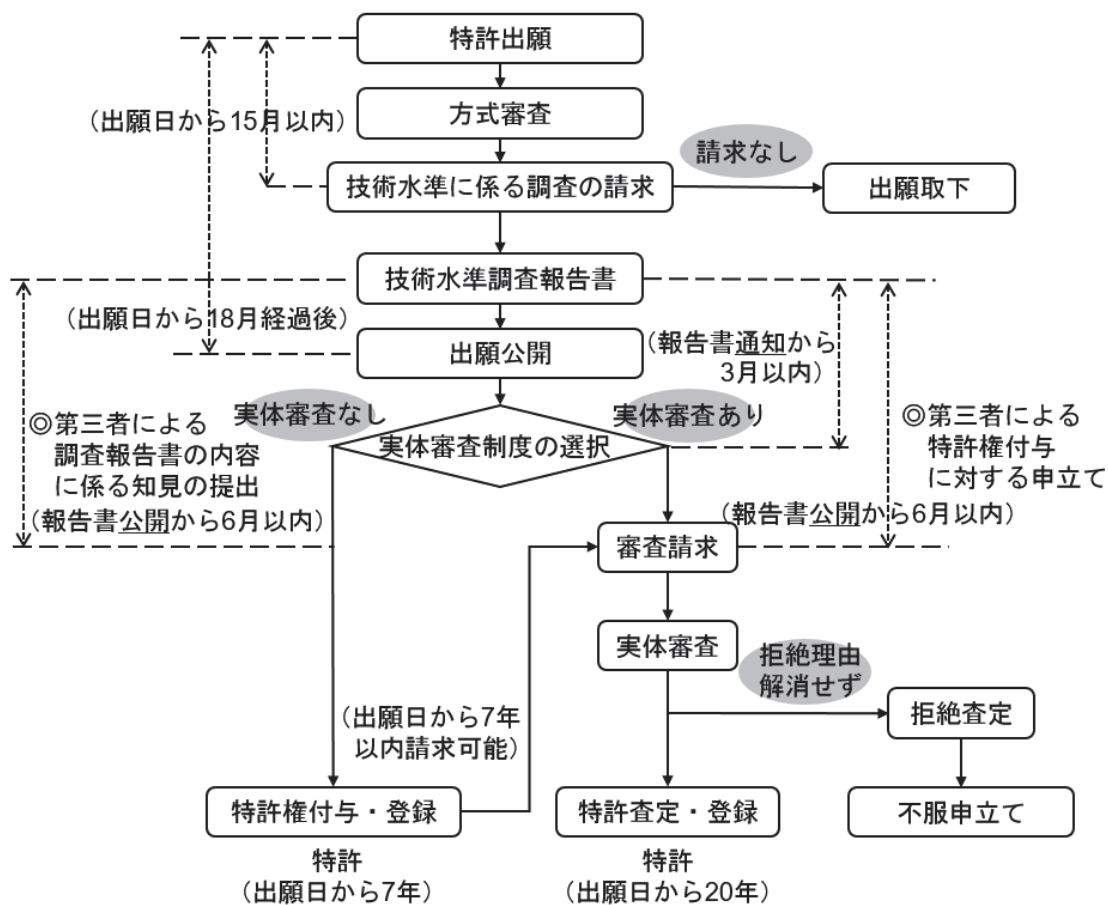 特許出願
方式審査
(出願日から15月以内)
請求なし
技術水準に係る調査の請求
出願取下
技術水準調査報告書
(出願日から18月経過後)
出願公開
(報告書通知から
3月以内)
実体審査なし
実体審査あり
◎第三者による
調査報告書の内容
に係る知見の提出
(報告書公開から6月以内)
実体審査制度の選択
◎第三者による
特許権付与
に対する申立て
(報告書公開から6月以内)
審査請求
実体審査
拒絶理由
解消せず
拒絶査定
(出願日から7年
以内請求可能)
特許権付与・登録
特許査定・登録
不服申立て
特許
(出願日から7年)
特許
(出願日から20年)